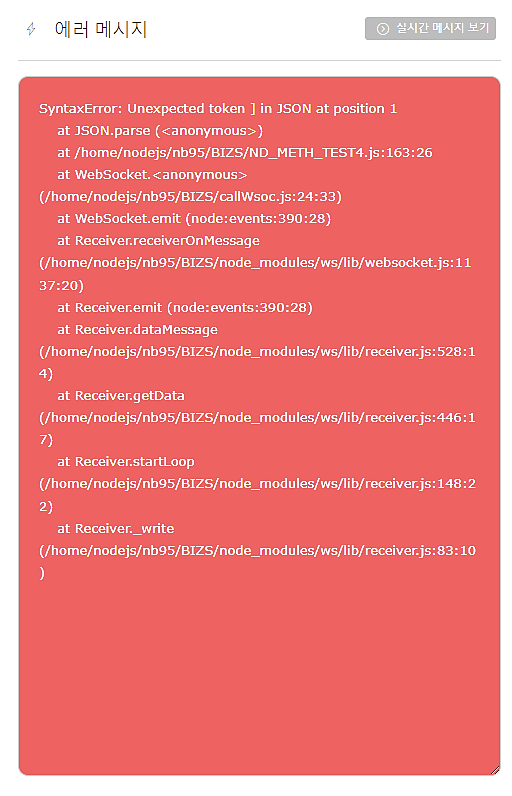 에러 메시지
실시간 메시지 보기
SyntaxError: Unexpected token ] in JSON at position 1
at JSON.parse (<anonymous>)
at /home/nodejs/nb95/BIZS/ND_METH_TEST4.js:163:26
at WebSocket.<anonymous>
(/home/nodejs/nb95/BIZS/callWsoc.js:24:33)
at WebSocket.emit (node:events:390:28)
at Receiver.receiverOnMessage
(/home/nodejs/nb95/BIZS/node_modules/ws/lib/websocket.js:11
37:20)
at Receiver.emit (node:events:390:28)
at Receiver.dataMessage
(/home/nodejs/nb95/BIZS/node_modules/ws/lib/receiver.js:528:1
4)
at Receiver.getData
(/home/nodejs/nb95/BIZS/node_modules/ws/lib/receiver.js:446:1
7)
at Receiver.startLoop
(/home/nodejs/nb95/BIZS/node_modules/ws/lib/receiver.js:148:2
2)
at Receiver._write
(/home/nodejs/nb95/BIZS/node_modules/ws/lib/receiver.js:83:10
)